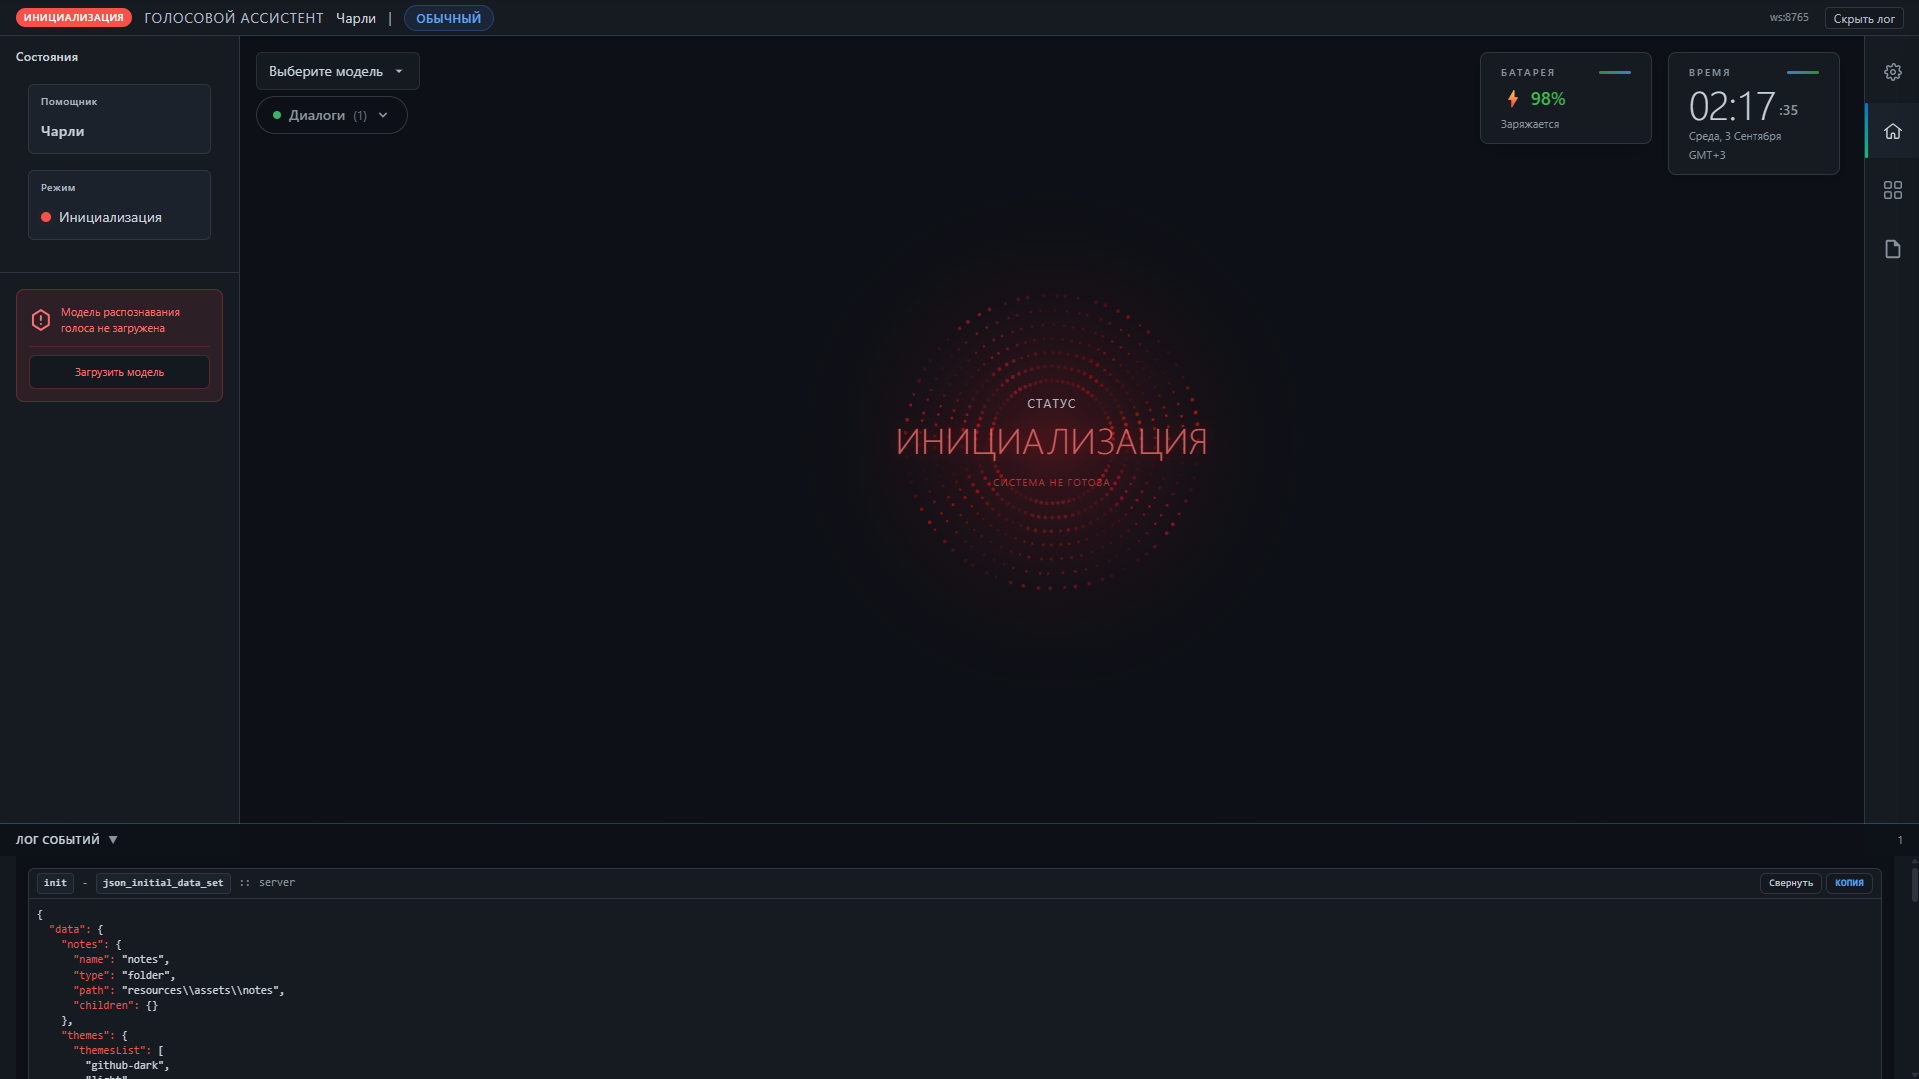 ИНИЦИАЛИЗАЦИЯ ГОЛОСОВОЙ АССИСТЕНТ Чарли | ОБЫЧНЫЙ ws:8765 Скрыть лог
Состояния
Помощник
Чарли
Режим
Инициализация
Модель распознавания
голоса не загружена
Загрузить модель
Выберите модель
Диалоги (1)
БАТАРЕЯ
98%
Заряжается
ВРЕМЯ
02:17 :35
Среда, 3 Сентября
GMT+3
СТАТУС
ИНИЦИАЛИЗАЦИЯ
СИСТЕМА НЕ ГОТОВА
ЛОГ СОБЫТИЙ ▼ 1
init - json_initial_data_set :: server Свернуть КОПИЯ
{
"data": {
"notes": {
"name": "notes",
"type": "folder",
"path": "resources\\assets\\notes",
"children": {}
},
"themes": {
"themesList": [
"github-dark",
"light"